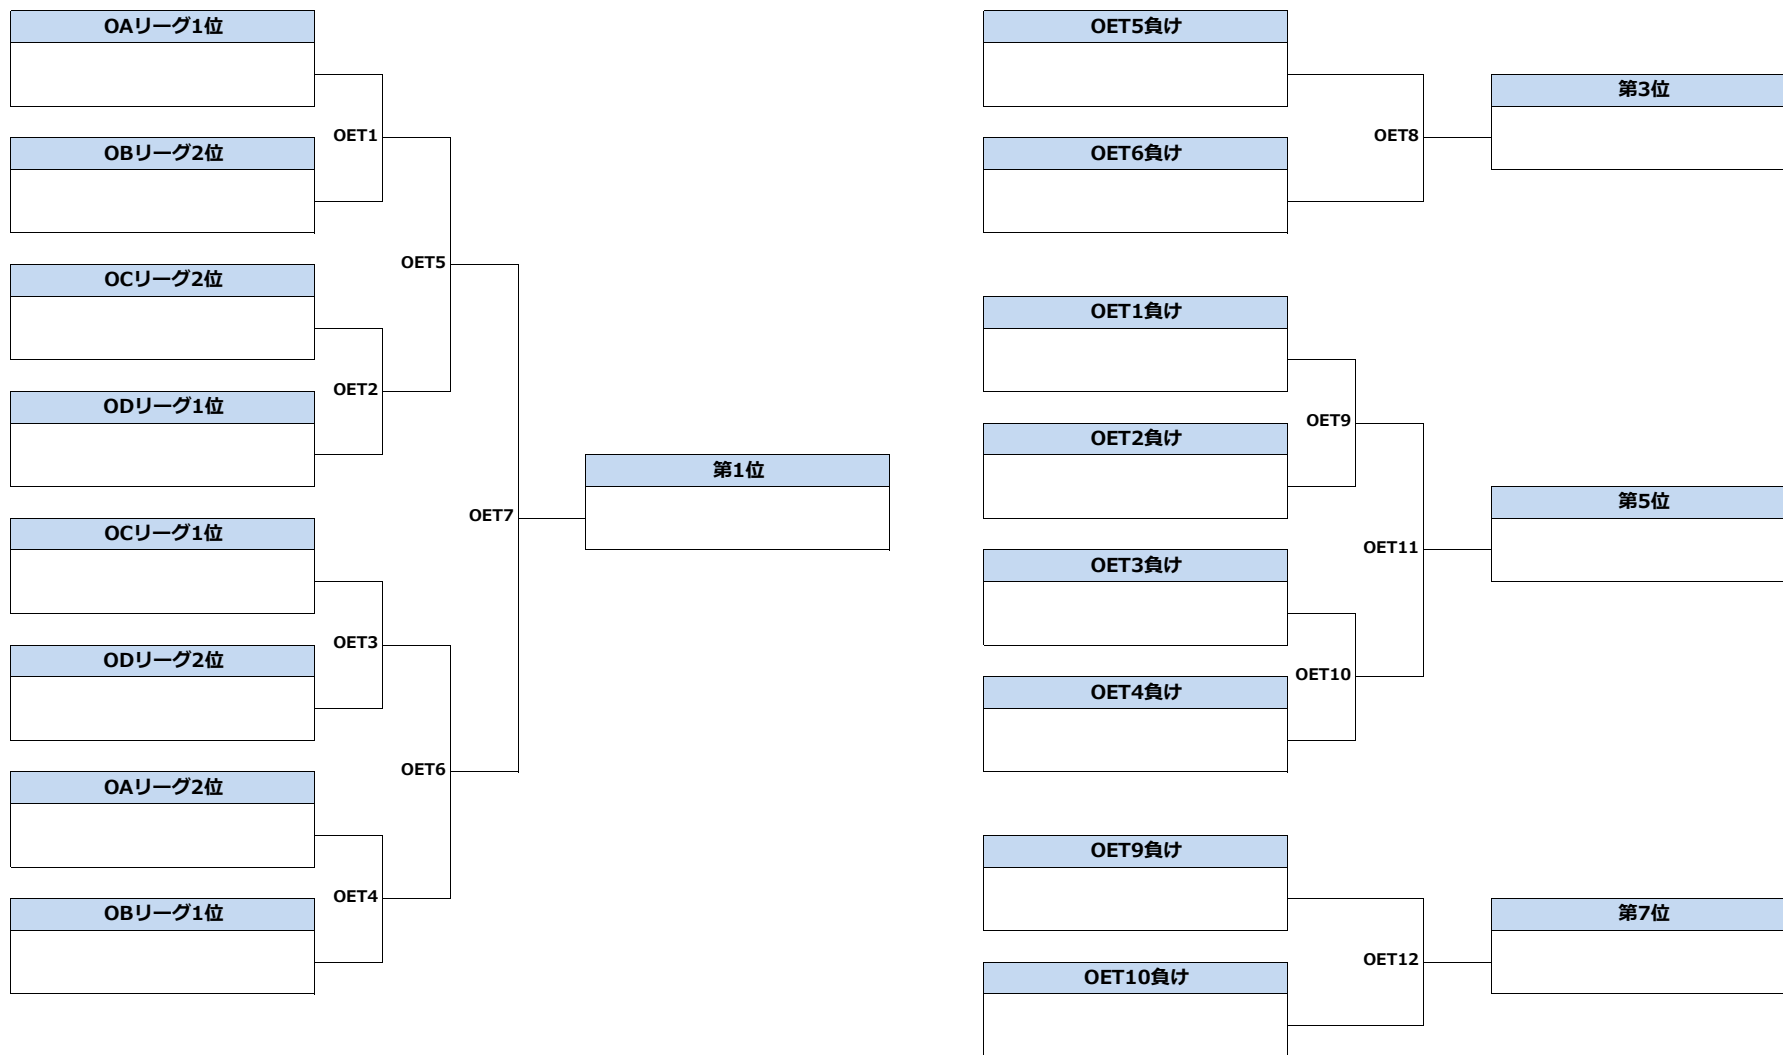 OAリーグ1位
OET1
OBリーグ2位
OET5
OCリーグ2位
OET2
ODリーグ1位
第1位
OET7
OCリーグ1位
OET3
ODリーグ2位
OET6
OAリーグ2位
OET4
OBリーグ1位
OET5負け
第3位
OET8
OET6負け
OET1負け
OET9
OET2負け
第5位
OET11
OET3負け
OET10
OET4負け
OET9負け
第7位
OET12
OET10負け